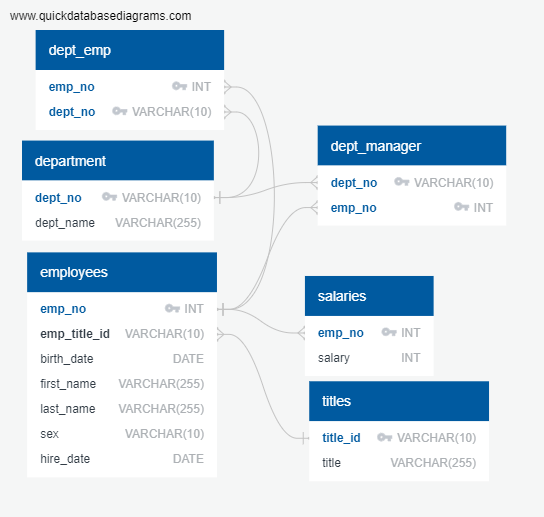 www.quickdatabasediagrams.com
dept_emp
emp_no INT
dept_no VARCHAR(10)
department
dept_no VARCHAR(10)
dept_name VARCHAR(255)
dept_manager
dept_no VARCHAR(10)
emp_no INT
employees
emp_no INT
emp_title_id VARCHAR(10)
birth_date DATE
first_name VARCHAR(255)
last_name VARCHAR(255)
sex VARCHAR(10)
hire_date DATE
salaries
emp_no INT
salary INT
titles
title_id VARCHAR(10)
title VARCHAR(255)